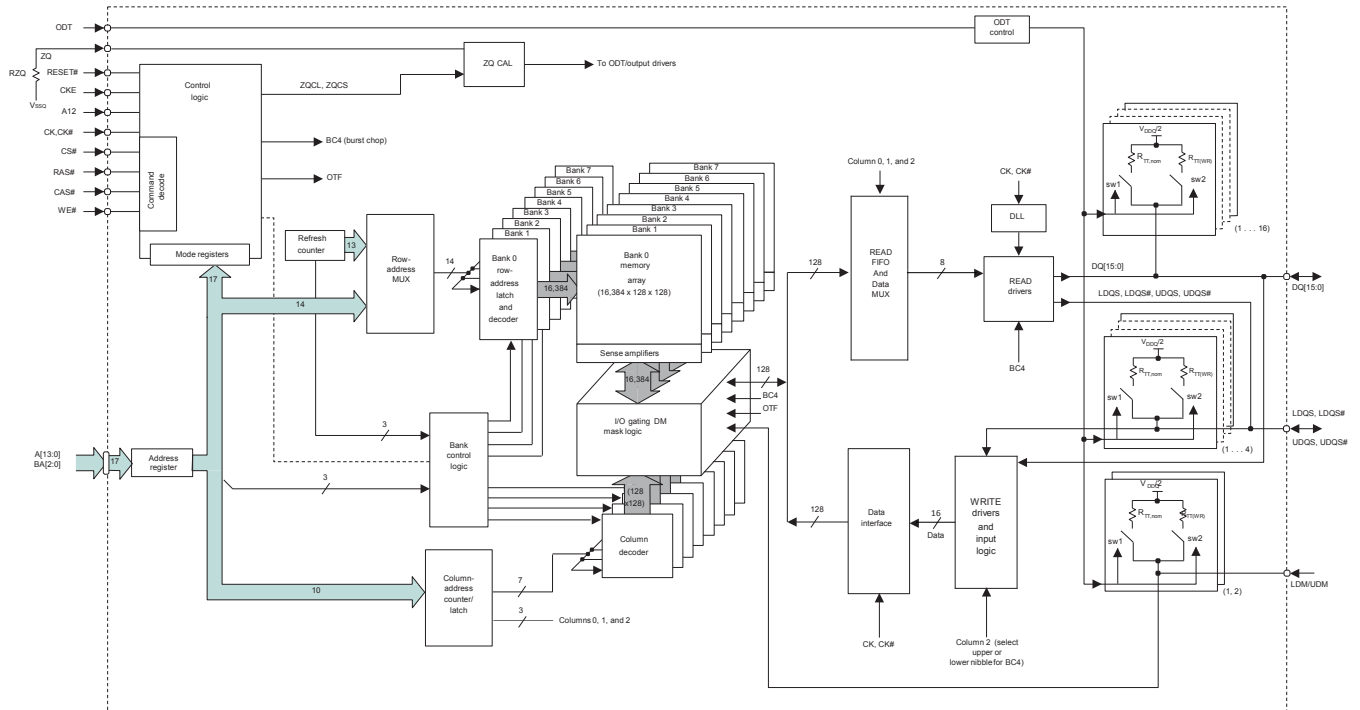 ODT
ODT
control
ZQ
RZQ
VSSQ
RESET#
CKE
A12
CK,CK#
CS#
RAS#
CAS#
WE#
Control
logic
Command
decode
Mode registers
ZQCL, ZQCS
ZQ CAL
To ODT/output drivers
BC4 (burst chop)
OTF
Refresh
counter
13
Row-
address
MUX
14
17
14
Bank 7
Bank 6
Bank 5
Bank 4
Bank 3
Bank 2
Bank 1
Bank 0
row-
address
latch
and
decoder
16,384
Bank 7
Bank 6
Bank 5
Bank 4
Bank 3
Bank 2
Bank 1
Bank 0
memory
array
(16,384 x 128 x 128)
Sense amplifiers
16,384
I/O gating DM
mask logic
128
BC4
OTF
(128
x128)
Column
decoder
3
Bank
control
logic
3
A[13:0]
BA[2:0]
17
Address
register
10
Column-
address
counter/
latch
7
3
Columns 0, 1, and 2
Column 0, 1, and 2
128
READ
FIFO
And
Data
MUX
8
CK, CK#
DLL
READ
drivers
BC4
DQ[15:0]
LDQS, LDQS#, UDQS, UDQS#
128
Data
interface
CK, CK#
16
Data
WRITE
drivers
and
input
logic
Column 2 (select
upper or
lower nibble for BC4)
VDDQ/2
RTT,nom
RTT(WR)
sw1
sw2
(1 . . . 16)
DQ[15:0]
VDDQ/2
RTT,nom
RTT(WR)
sw1
sw2
(1 . . . 4)
LDQS, LDQS#
UDQS, UDQS#
VDDQ/2
RTT,nom
RTT(WR)
sw1
sw2
(1, 2)
LDM/UDM